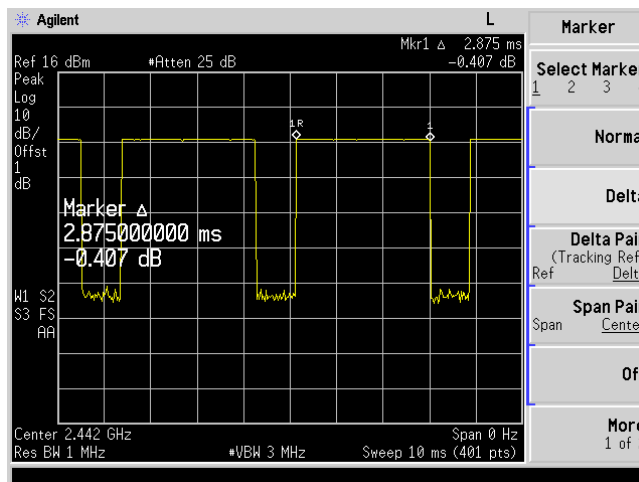 Agilent
L
Marker
Mkr1 Δ 2.875 ms
Ref 16 dBm
#Atten 25 dB
-0.407 dB
Peak
Log
10
dB/
Offst
1
dB
1R
1
Marker Δ
2.875000000 ms
-0.407 dB
W1 S2
S3 FS
AA
Center 2.442 GHz
Span 0 Hz
Res BW 1 MHz
#VBW 3 MHz
Sweep 10 ms (401 pts)
Select Marke
1 2 3
Norma
Delt
Delta Pai
(Tracking Ref
Ref Delt
Span Pai
Span Cente
Of
More
1 of